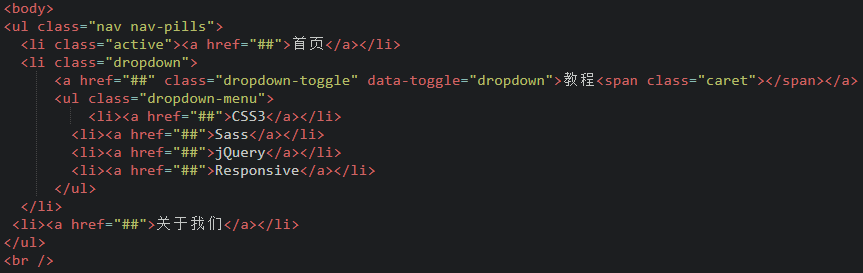 <body>
<ul class="nav nav-pills">
<li class="active"><a href="##">首页</a></li>
<li class="dropdown">
<a href="##" class="dropdown-toggle" data-toggle="dropdown">教程<span class="caret"></span></a>
<ul class="dropdown-menu">
<li><a href="##">CSS3</a></li>
<li><a href="##">Sass</a></li>
<li><a href="##">jQuery</a></li>
<li><a href="##">Responsive</a></li>
</ul>
</li>
<li><a href="##">关于我们</a></li>
</ul>
<br />